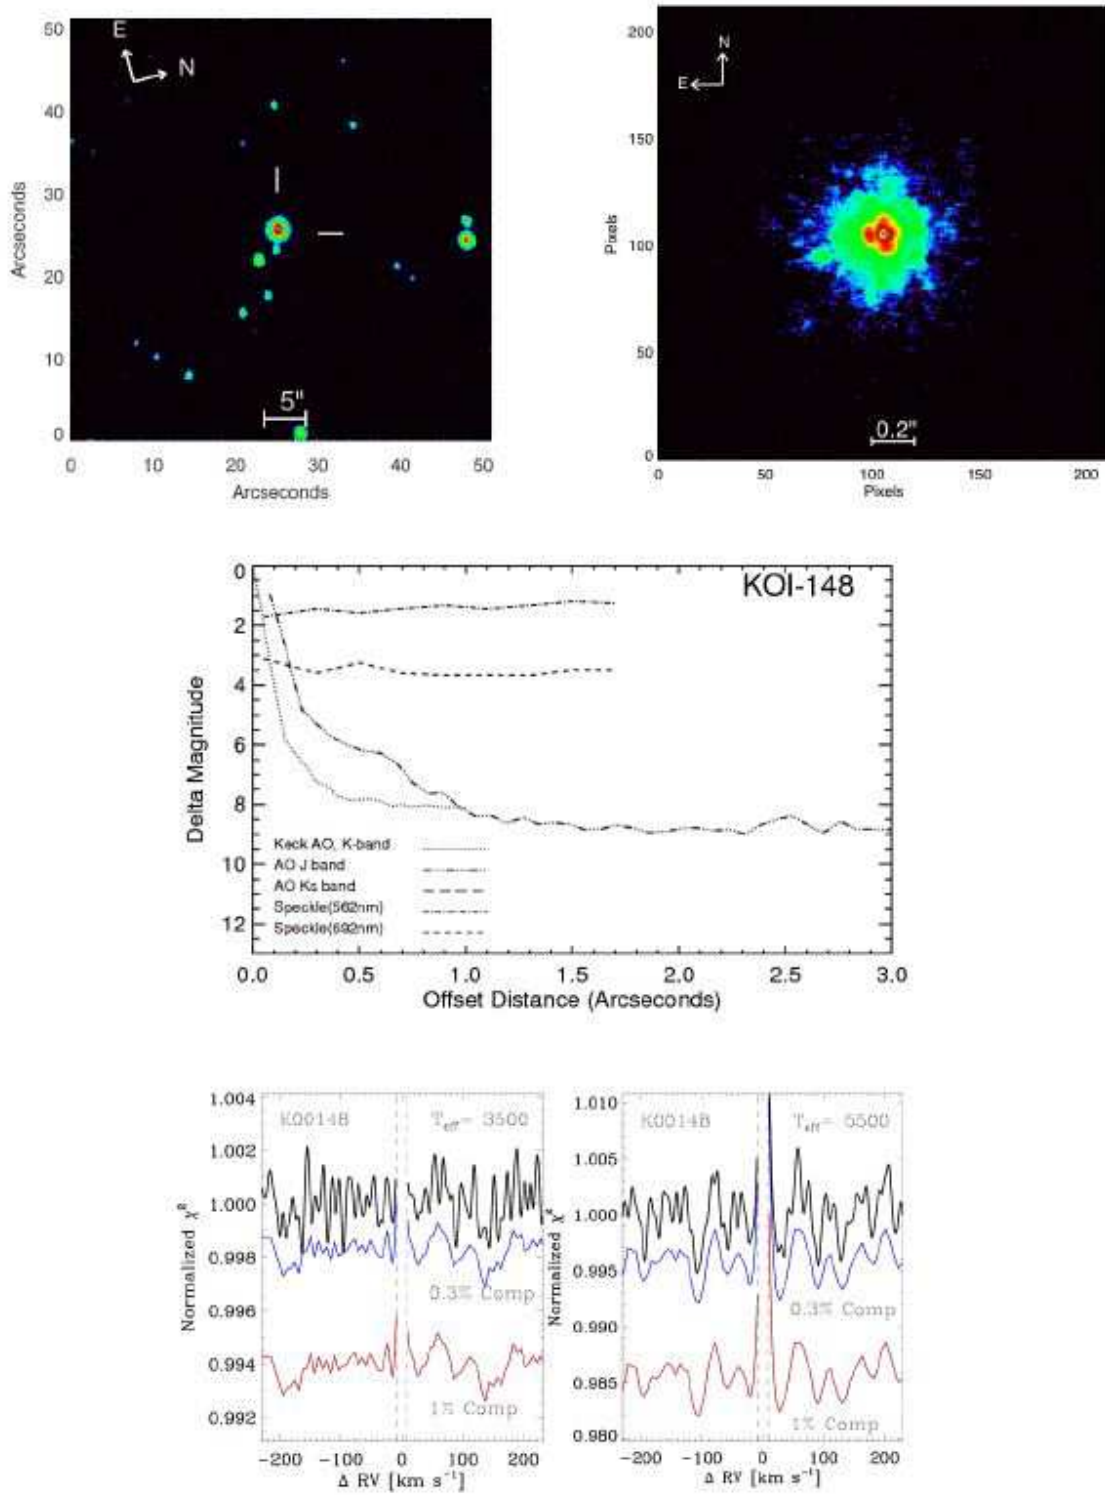 50
40
30
20
10
0
Arcseconds
E
N
5"
0
10
20
30
40
50
Arcseconds
200
150
100
50
0
Pixels
N
E
0.2"
0
50
100
150
200
Pixels
KOI-148
0
2
4
6
8
10
12
Delta Magnitude
Keck AO, K-band
AO J band
AO Ks band
Speckle(562nm)
Speckle(692nm)
0.0
0.5
1.0
1.5
2.0
2.5
3.0
Offset Distance (Arcseconds)
1.004
1.002
1.000
0.998
0.996
0.994
0.992
Normalized χ²
K00148
Teff= 3500
0.3% Comp
1% Comp
-200
-100
0
100
200
Δ RV [km s⁻¹]
1.010
1.005
1.000
0.995
0.990
0.985
0.980
Normalized χ²
K00148
Teff= 5500
0.3% Comp
1% Comp
-200
-100
0
100
200
Δ RV [km s⁻¹]